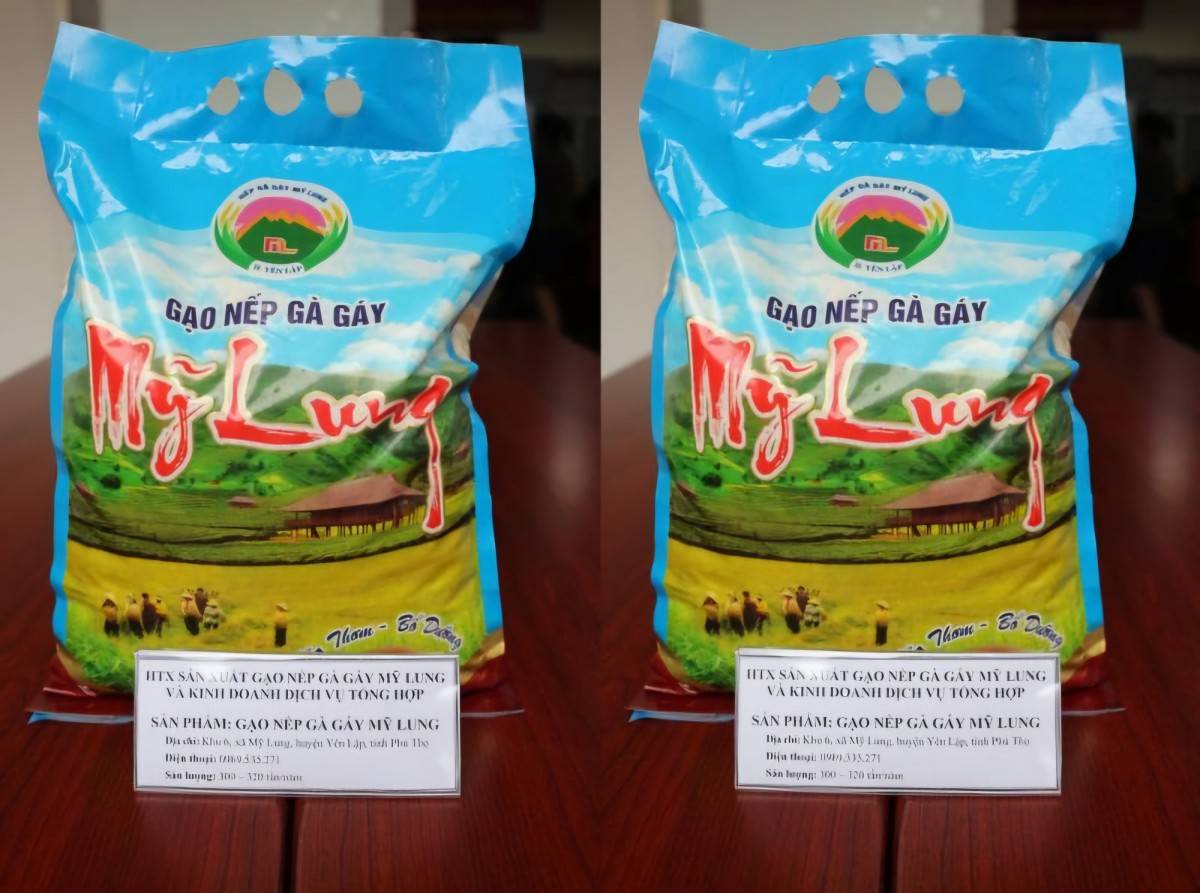 NẾP GÀ GÁY MỸ LUNG
ML
H. YÊN LẬP
GẠO NẾP GÀ GÁY
Mỹ Lung
Thơm - Bổ Dưỡng
HTX SẢN XUẤT GẠO NẾP GÀ GÁY MỸ LUNG
VÀ KINH DOANH DỊCH VỤ TỔNG HỢP
SẢN PHẨM: GẠO NẾP GÀ GÁY MỸ LUNG
Địa chỉ: Khu 6, xã Mỹ Lung, huyện Yên Lập, tỉnh Phú Thọ
Điện thoại:
Sản lượng: 300 – 320 tấn/năm
NẾP GÀ GÁY MỸ LUNG
ML
H. YÊN LẬP
GẠO NẾP GÀ GÁY
Mỹ Lung
Thơm - Bổ Dưỡng
HTX SẢN XUẤT GẠO NẾP GÀ GÁY MỸ LUNG
VÀ KINH DOANH DỊCH VỤ TỔNG HỢP
SẢN PHẨM: GẠO NẾP GÀ GÁY MỸ LUNG
Địa chỉ: Khu 6, xã Mỹ Lung, huyện Yên Lập, tỉnh Phú Thọ
Điện thoại:
Sản lượng: 300 – 320 tấn/năm